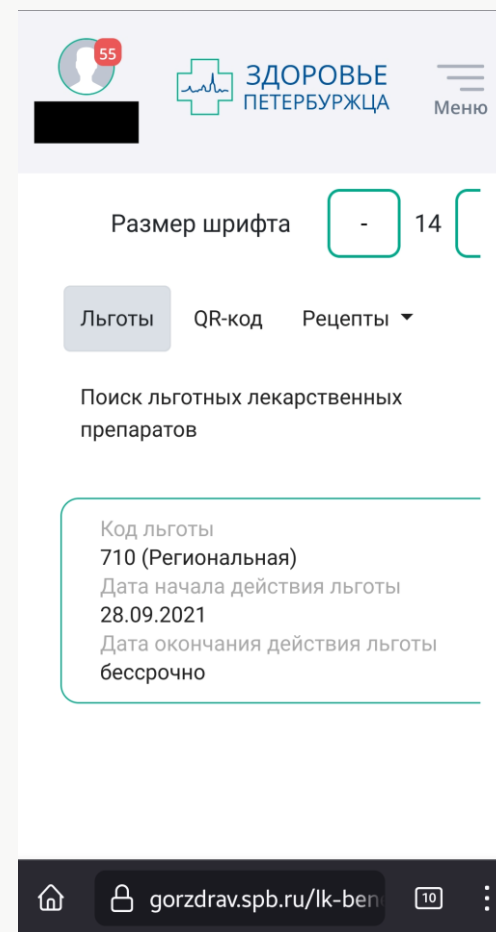 55
ЗДОРОВЬЕ
ПЕТЕРБУРЖЦА
Меню
Размер шрифта - 14
Льготы QR-код Рецепты
Поиск льготных лекарственных
препаратов
Код льготы
710 (Региональная)
Дата начала действия льготы
28.09.2021
Дата окончания действия льготы
бессрочно
gorzdrav.spb.ru/lk-ben
10